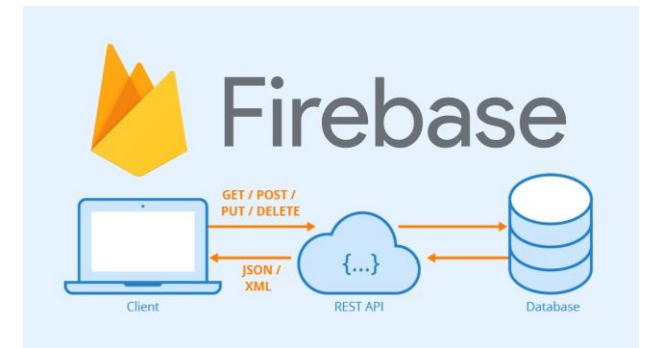 Firebase
GET / POST /
PUT / DELETE
{...}
JSON /
XML
Client
REST API
Database